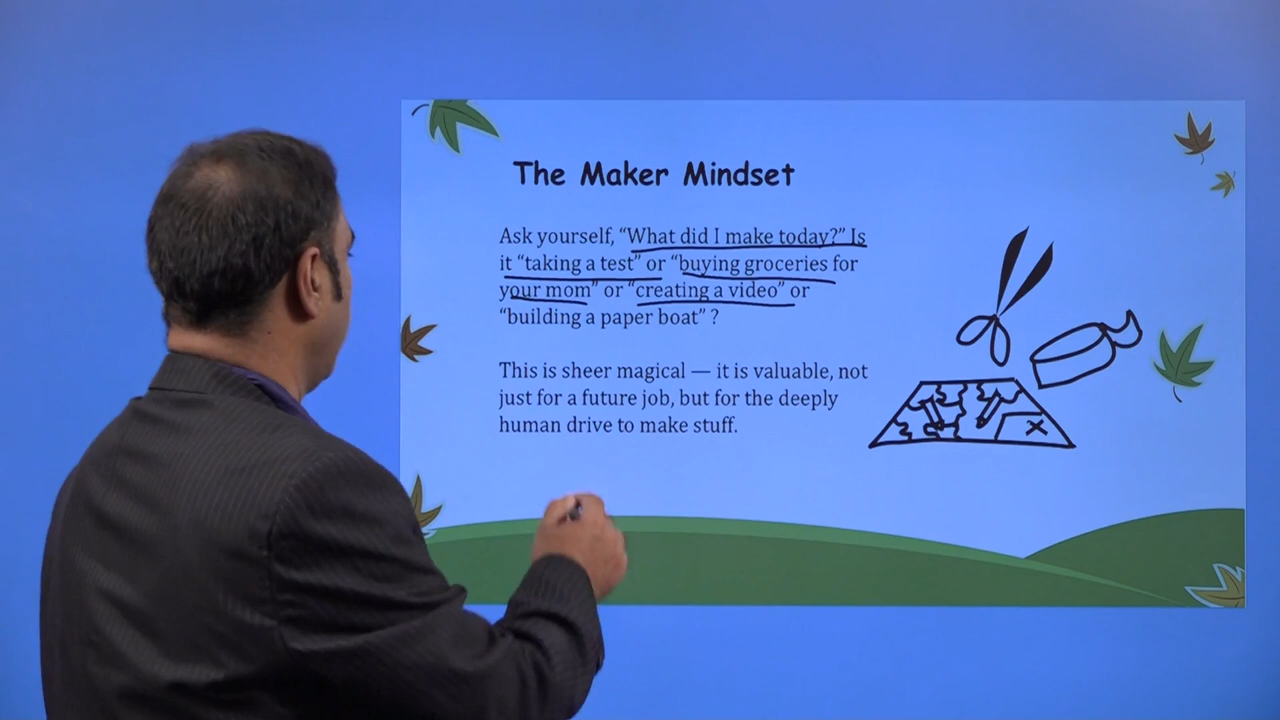 The Maker Mindset
Ask yourself, “What did I make today?” Is
it “taking a test” or “buying groceries for
your mom” or “creating a video” or
“building a paper boat” ?
This is sheer magical — it is valuable, not
just for a future job, but for the deeply
human drive to make stuff.